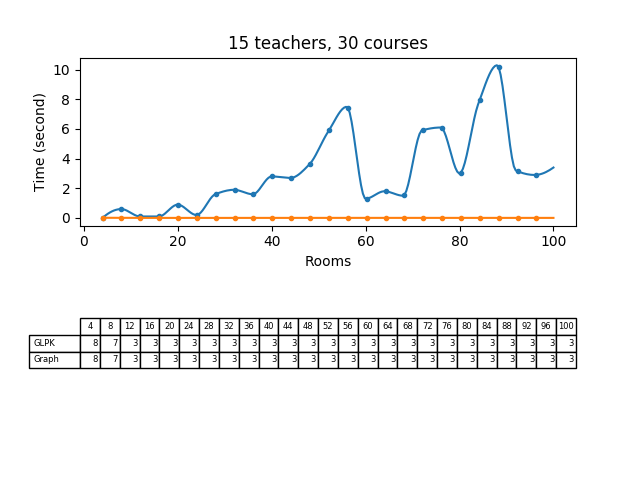 15 teachers, 30 courses
10
8
6
4
2
0
Time (second)
0 20 40 60 80 100
Rooms
4 8 12 16 20 24 28 32 36 40 44 48 52 56 60 64 68 72 76 80 84 88 92 96 100
GLPK 8 7 3 3 3 3 3 3 3 3 3 3 3 3 3 3 3 3 3 3 3 3 3 3 3
Graph 8 7 3 3 3 3 3 3 3 3 3 3 3 3 3 3 3 3 3 3 3 3 3 3 3